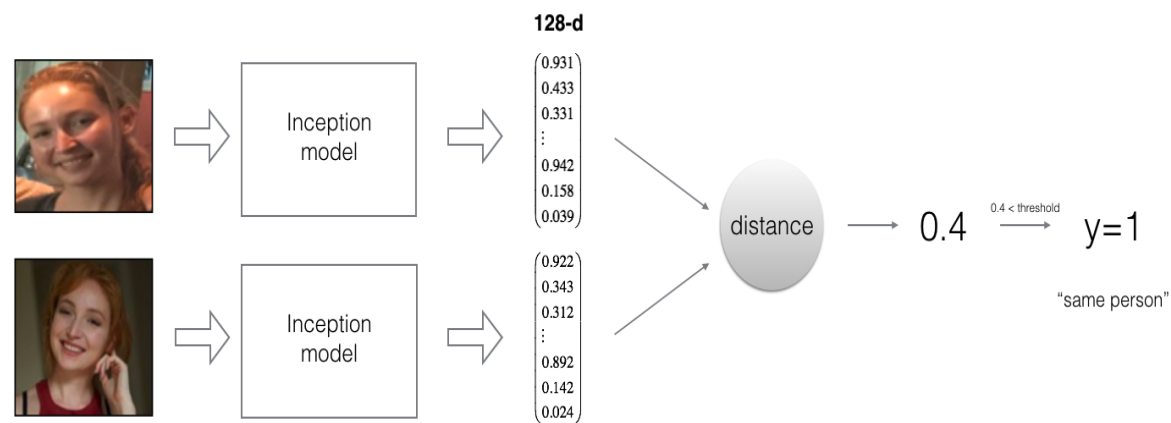 128-d
Inception
model
0.931
0.433
0.331
⋮
0.942
0.158
0.039
distance
0.4
0.4 < threshold
y=1
“same person”
Inception
model
0.922
0.343
0.312
⋮
0.892
0.142
0.024